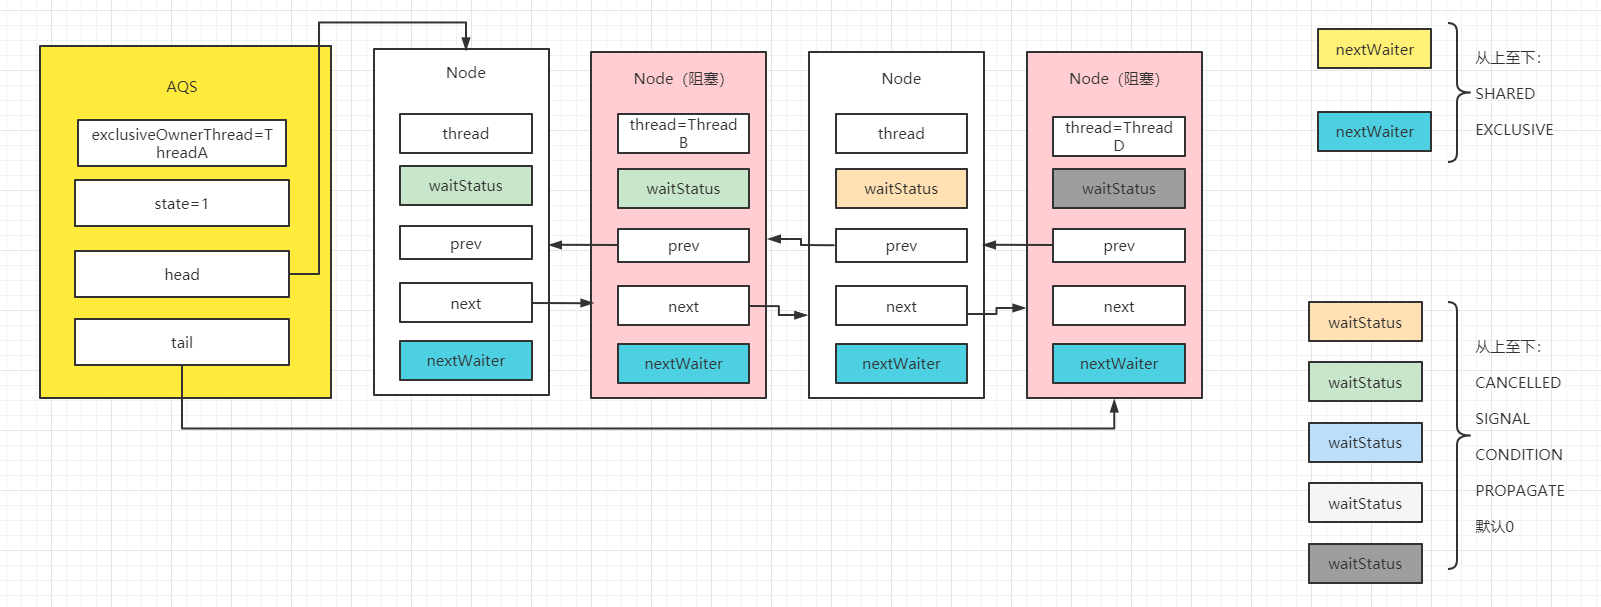 AQS
exclusiveOwnerThread=T
hreadA
state=1
head
tail
Node
thread
waitStatus
prev
next
nextWaiter
Node（阻塞）
thread=Thread
B
waitStatus
prev
next
nextWaiter
Node
thread
waitStatus
prev
next
nextWaiter
Node（阻塞）
thread=Thread
D
waitStatus
prev
next
nextWaiter
nextWaiter
nextWaiter
从上至下：
SHARED
EXCLUSIVE
waitStatus
waitStatus
waitStatus
waitStatus
waitStatus
从上至下：
CANCELLED
SIGNAL
CONDITION
PROPAGATE
默认0